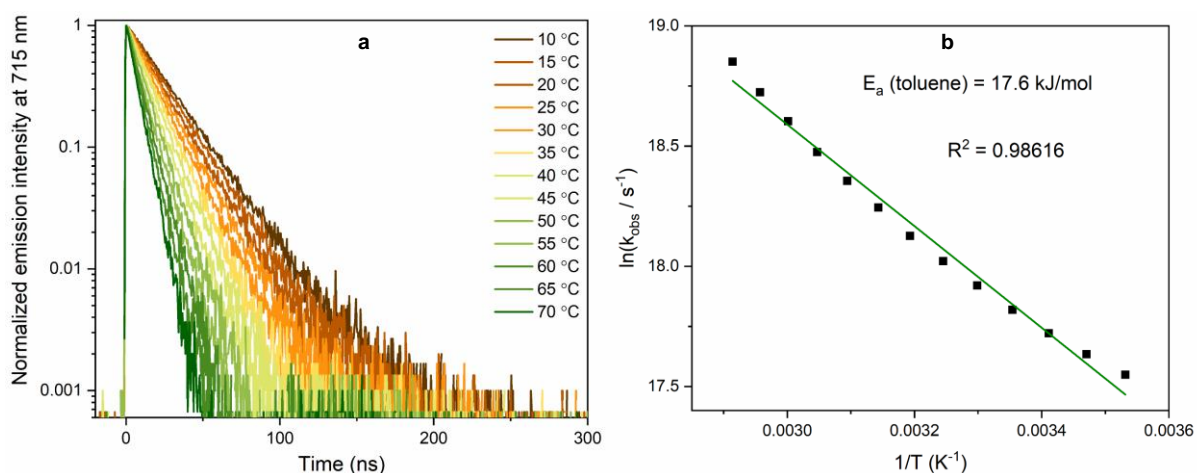 a
Normalized emission intensity at 715 nm
1
0.1
0.01
0.001
10 °C
15 °C
20 °C
25 °C
30 °C
35 °C
40 °C
45 °C
50 °C
55 °C
60 °C
65 °C
70 °C
0
100
200
300
Time (ns)
b
ln(k_obs / s⁻¹)
19.0
18.5
18.0
17.5
E_a (toluene) = 17.6 kJ/mol
R² = 0.98616
0.0030
0.0032
0.0034
0.0036
1/T (K⁻¹)